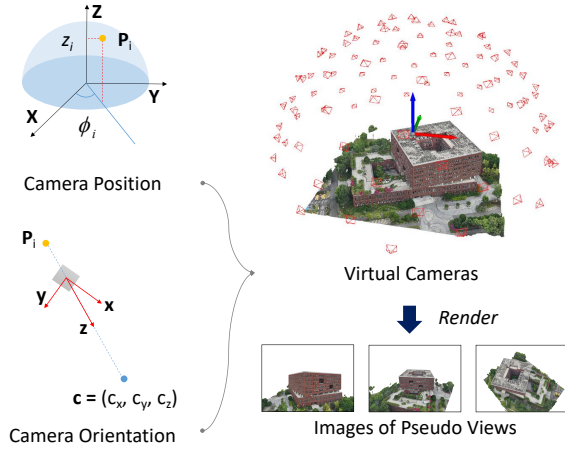 Z
z_i
P_i
X
Y
ϕ_i
Camera Position
P_i
y
x
z
c = (c_x, c_y, c_z)
Camera Orientation
Virtual Cameras
Render
Images of Pseudo Views